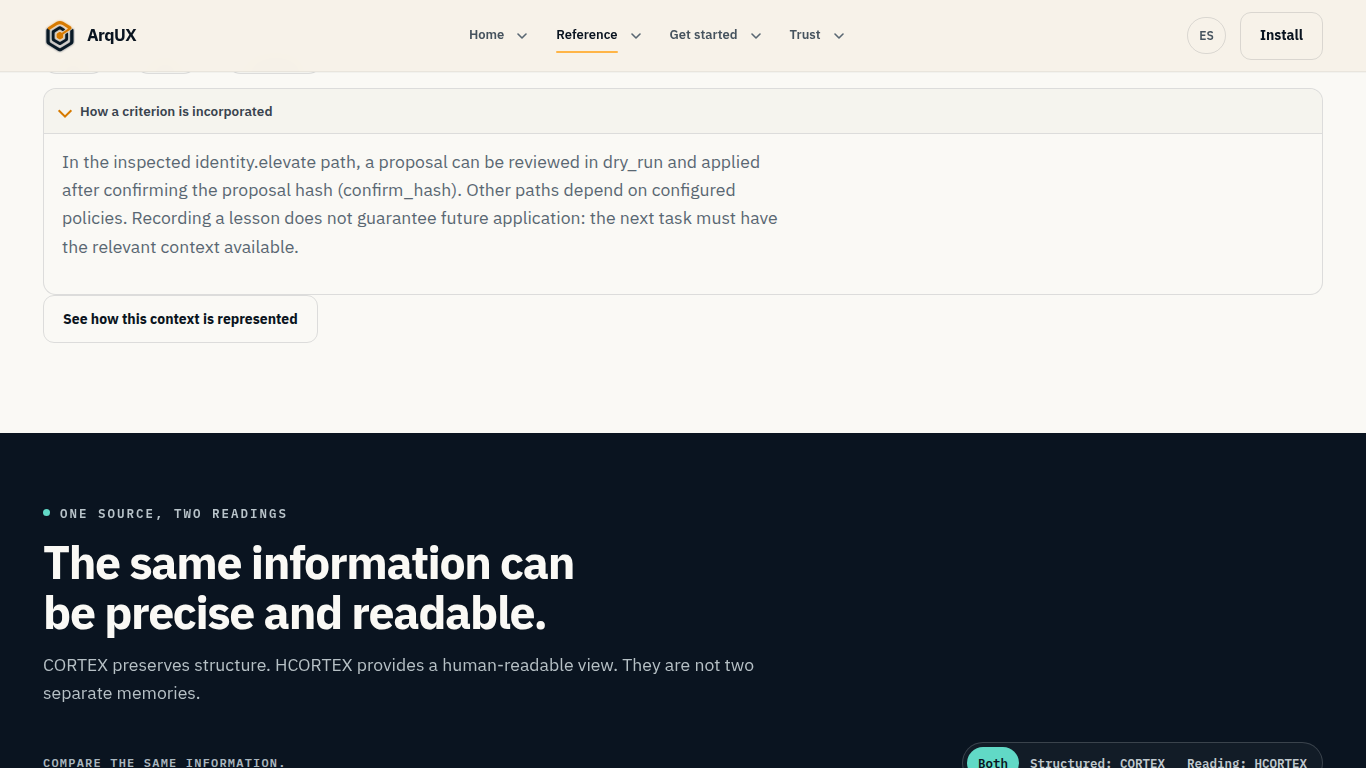 ArqUX
Home
Reference
Get started
Trust
ES
Install
How a criterion is incorporated
In the inspected identity.elevate path, a proposal can be reviewed in dry_run and applied
after confirming the proposal hash (confirm_hash). Other paths depend on configured
policies. Recording a lesson does not guarantee future application: the next task must have
the relevant context available.
See how this context is represented
ONE SOURCE, TWO READINGS
The same information can
be precise and readable.
CORTEX preserves structure. HCORTEX provides a human-readable view. They are not two
separate memories.
COMPARE THE SAME INFORMATION.
Both
Structured: CORTEX
Reading: HCORTEX